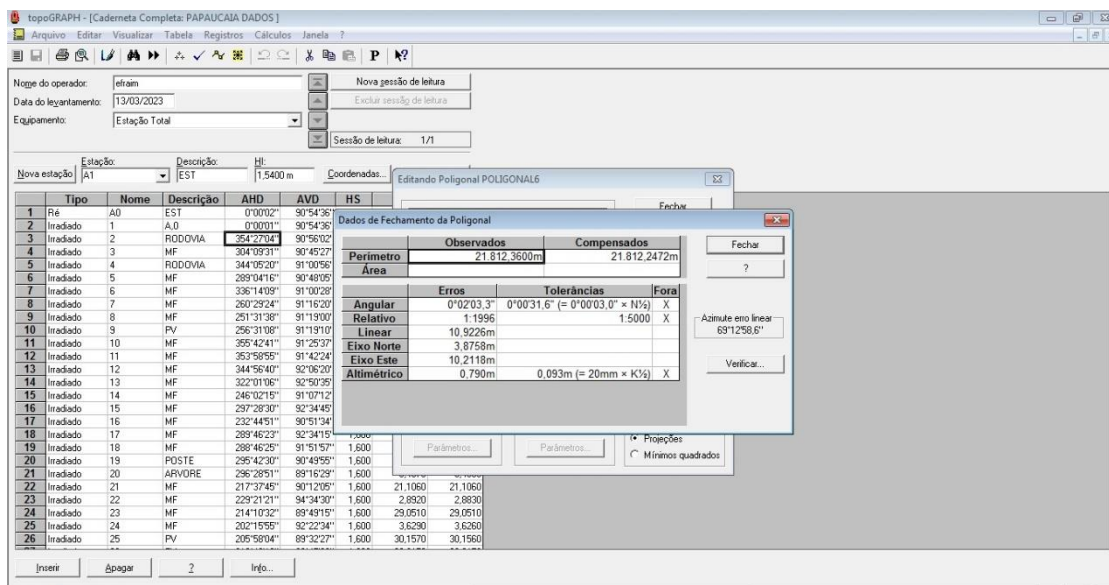 topoGRAPH - [Caderneta Completa: PAPAUCAIA DADOS ]
Arquivo Editar Visualizar Tabela Registros Cálculos Janela ?
P
Nome do operador: efraim Nova sessão de leitura
Data do levantamento: 13/03/2023 Excluir sessão de leitura
Equipamento: Estação Total
Sessão de leitura: 1/1
Estação: Descrição: HI:
Nova estação A1 EST 1,5400 m Coordenadas...
Editando Poligonal POLIGONAL6
Fechar
Tipo Nome Descrição AHD AVD HS
1 Ré A0 EST 0°00'02" 90°54'36"
2 Irradiado 1 A,0 0°00'01" 90°54'36"
3 Irradiado 2 RODOVIA 354°27'04" 90°56'02"
4 Irradiado 3 MF 304°09'31" 90°45'27"
5 Irradiado 4 RODOVIA 344°05'20" 91°00'56"
6 Irradiado 5 MF 289°04'16" 90°48'05"
7 Irradiado 6 MF 336°14'09" 91°00'28"
8 Irradiado 7 MF 260°29'24" 91°16'20"
9 Irradiado 8 MF 251°31'38" 91°19'00"
10 Irradiado 9 PV 256°31'08" 91°19'10"
11 Irradiado 10 MF 355°42'41" 91°25'37"
12 Irradiado 11 MF 353°58'55" 91°42'24"
13 Irradiado 12 MF 344°56'40" 92°06'20"
14 Irradiado 13 MF 322°01'06" 92°50'35"
15 Irradiado 14 MF 246°02'15" 91°07'12"
16 Irradiado 15 MF 297°28'30" 92°34'45"
17 Irradiado 16 MF 232°44'51" 90°51'34"
18 Irradiado 17 MF 289°46'23" 92°34'15"
19 Irradiado 18 MF 288°46'25" 91°51'57" 1,600
20 Irradiado 19 POSTE 295°42'30" 90°49'55" 1,600
21 Irradiado 20 ARVORE 296°28'51" 89°16'29" 1,600
22 Irradiado 21 MF 217°37'45" 90°12'05" 1,600 21,1060 21,1060
23 Irradiado 22 MF 229°21'21" 94°34'30" 1,600 2,8920 2,8830
24 Irradiado 23 MF 214°10'32" 89°49'15" 1,600 29,0510 29,0510
25 Irradiado 24 MF 202°15'55" 92°22'34" 1,600 3,6290 3,6260
26 Irradiado 25 PV 205°58'04" 89°32'27" 1,600 30,1570 30,1560
Dados de Fechamento da Poligonal
Observados Compensados
Perímetro 21.812,3600m 21.812,2472m
Área
Erros Tolerâncias Fora
Angular 0°02'03,3" 0°00'31,6" (= 0°00'03,0" × N½) X
Relativo 1:1996 1:5000 X
Linear 10,9226m
Eixo Norte 3,8758m
Eixo Este 10,2118m
Altimétrico 0,790m 0,093m (= 20mm × K½) X
Fechar
?
Azimute erro linear
69°12'58,6"
Verificar...
Parâmetros... Parâmetros...
Projeções
Mínimos quadrados
Inserir Apagar ? Info...